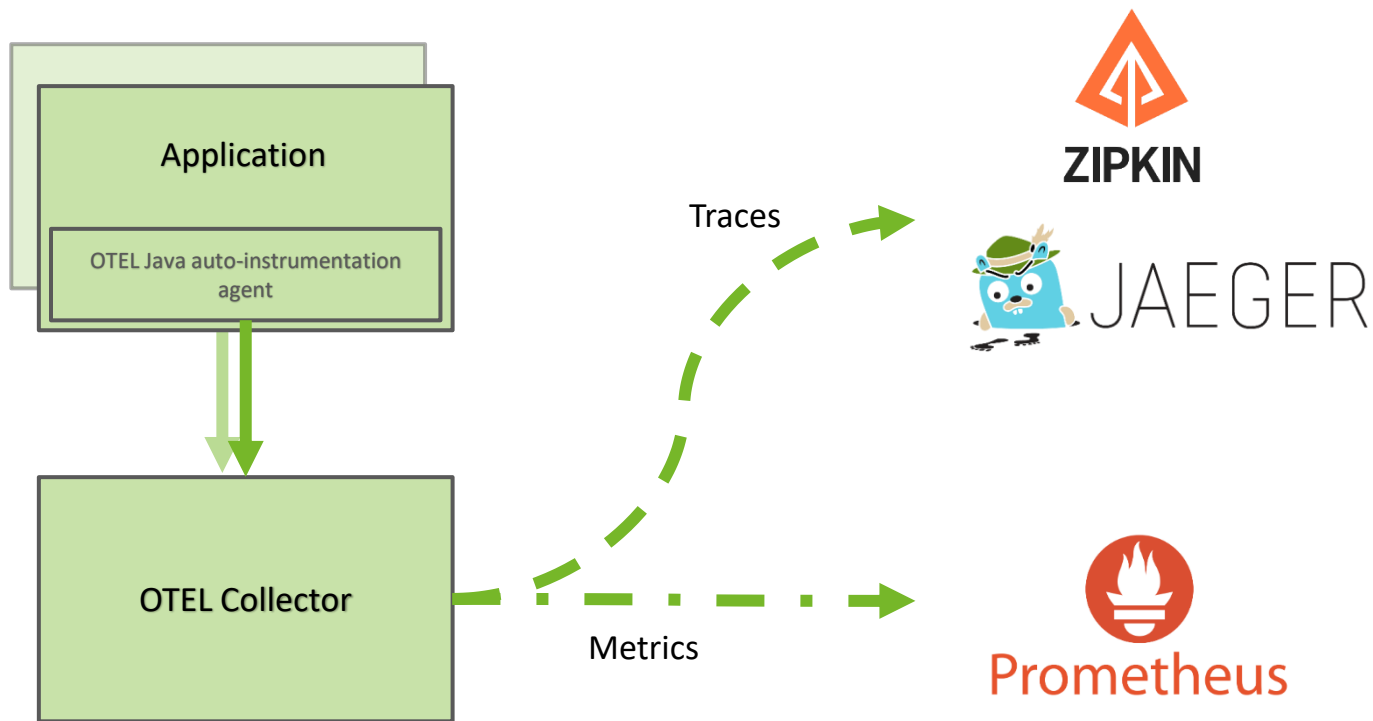 Application
OTEL Java auto-instrumentation
agent
OTEL Collector
Traces
Metrics
ZIPKIN
JAEGER
Prometheus